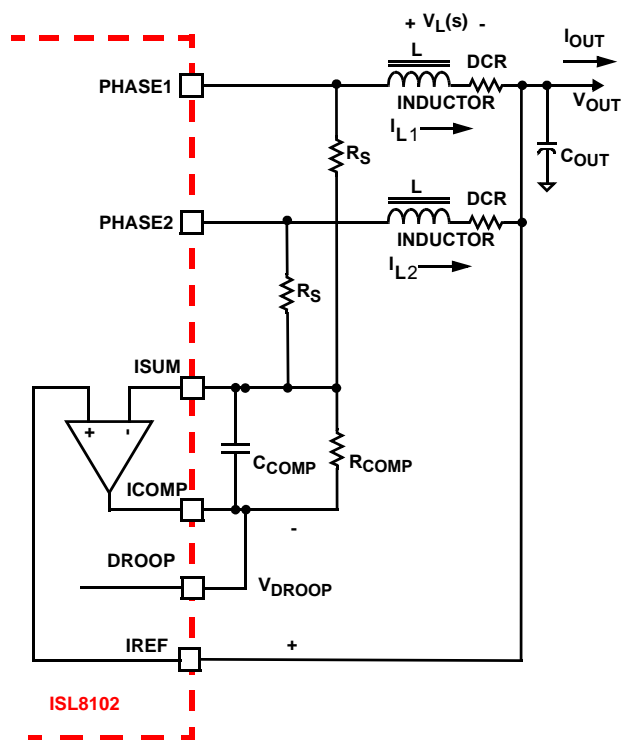 + VL(s) -
IOUT
L
DCR
PHASE1
INDUCTOR
VOUT
IL1
COUT
RS
L
DCR
PHASE2
INDUCTOR
IL2
RS
ISUM
+ -
CCOMP
RCOMP
ICOMP
-
DROOP
VDROOP
IREF
+
ISL8102